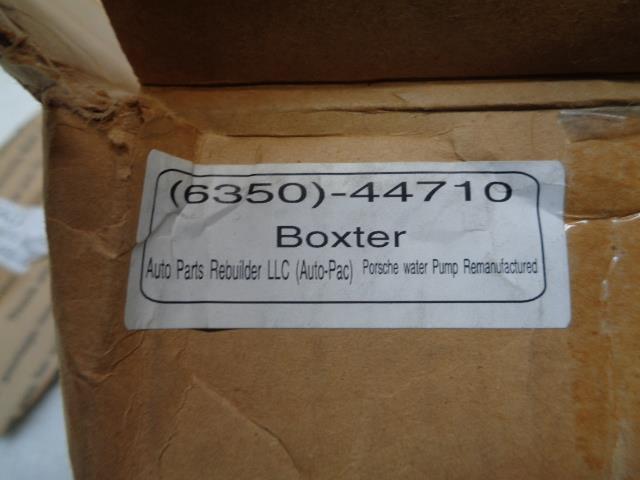 (6350)-44710
Boxter
Auto Parts Rebuilder LLC (Auto-Pac) Porsche water Pump Remanufactured